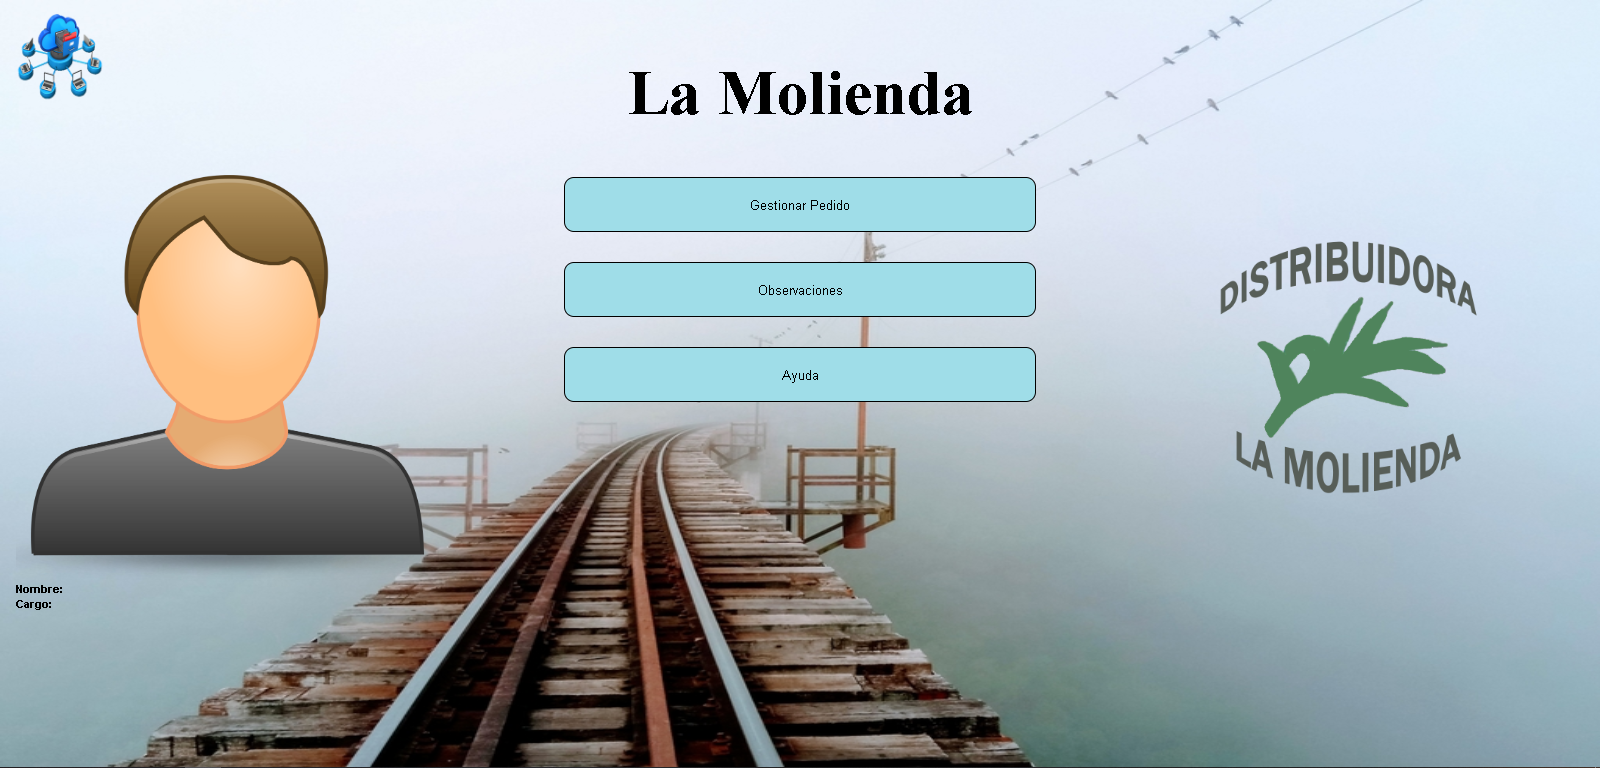 La Molienda
Gestionar Pedido
Observaciones
Ayuda
DISTRIBUIDORA
LA MOLIENDA
Nombre:
Cargo: